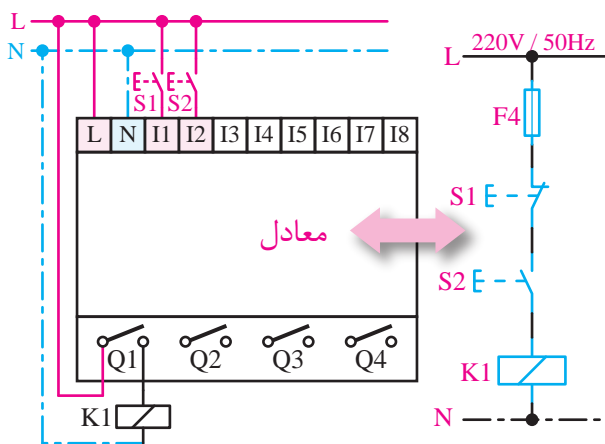 L
N
S1 S2
L N I1 I2 I3 I4 I5 I6 I7 I8
معادل
Q1 Q2 Q3 Q4
K1
220V / 50Hz
L
F4
S1
S2
K1
N